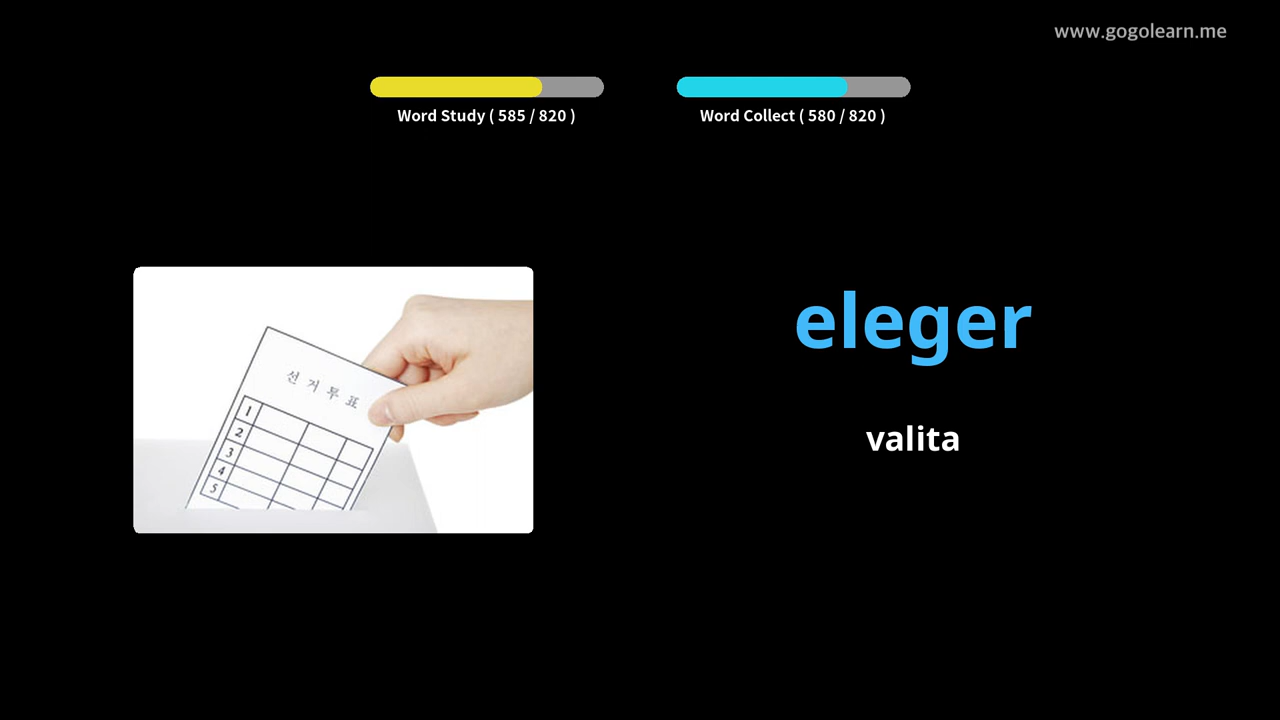 www.gogolearn.me
Word Study ( 585 / 820 )
Word Collect ( 580 / 820 )
선거투표
1
2
3
4
5
eleger
valita